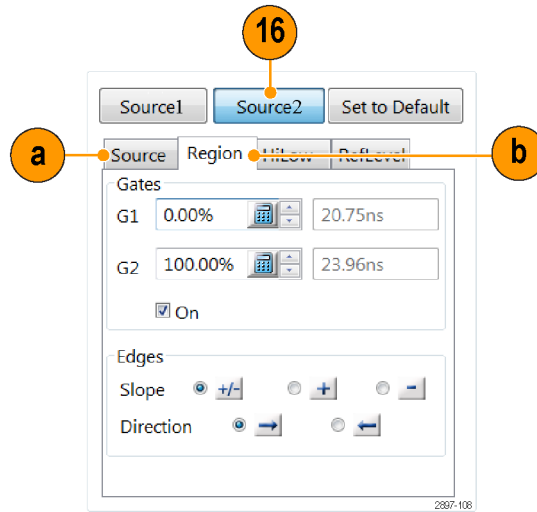 16
Source1 Source2 Set to Default
a Source Region HiLow RefLevel b
Gates
G1 0.00% 20.75ns
G2 100.00% 23.96ns
On
Edges
Slope +/- + -
Direction
2897-108